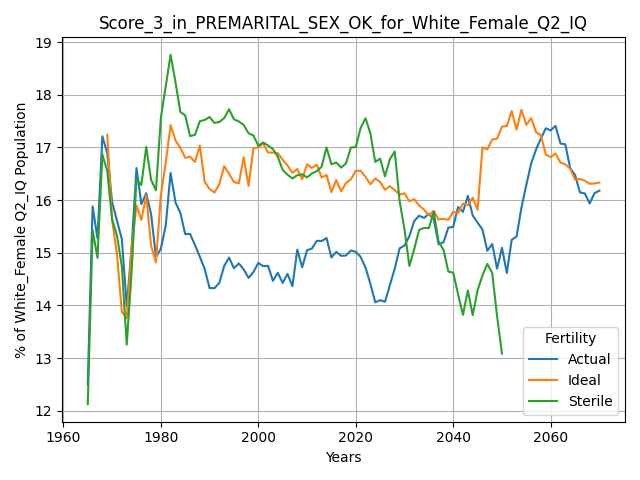 Score_3_in_PREMARITAL_SEX_OK_for_White_Female_Q2_IQ
% of White_Female Q2_IQ Population
19
18
17
16
15
14
13
12
1960
1980
2000
2020
2040
2060
Years
Fertility
Actual
Ideal
Sterile